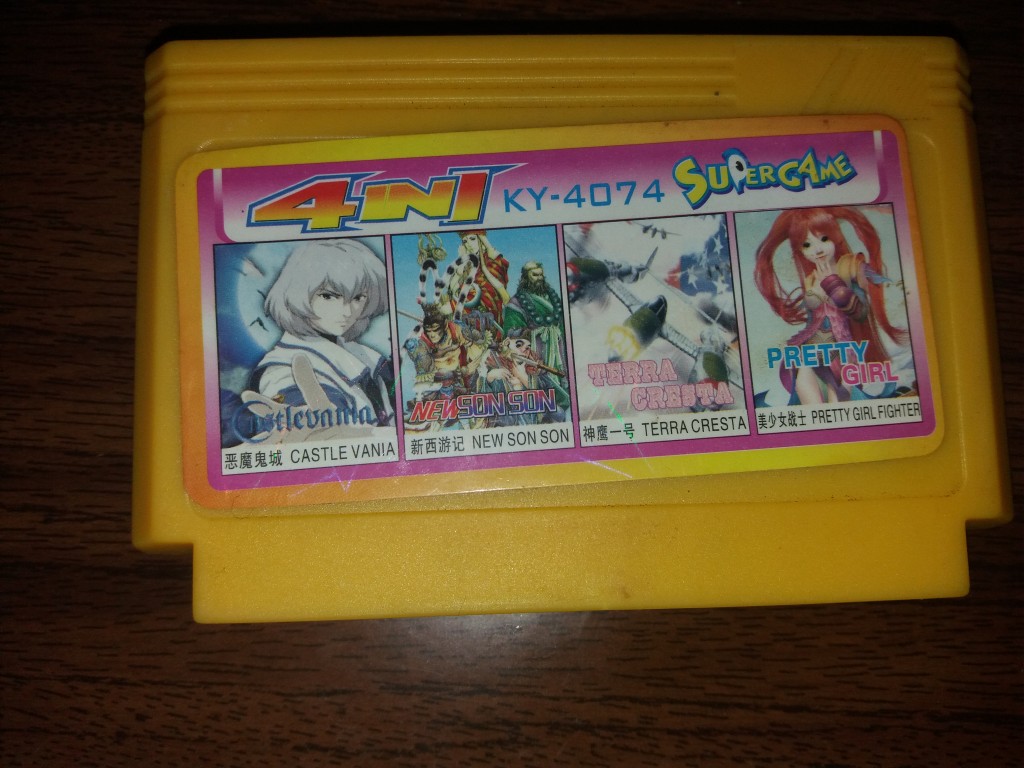 4IN1 KY-4074 SUPERGAME
Castlevania
NEW SON SON
TERRA
CRESTA
PRETTY
GIRL
恶魔鬼城 CASTLE VANIA
新西游记 NEW SON SON
神鹰一号 TERRA CRESTA
美少女战士 PRETTY GIRL FIGHTER